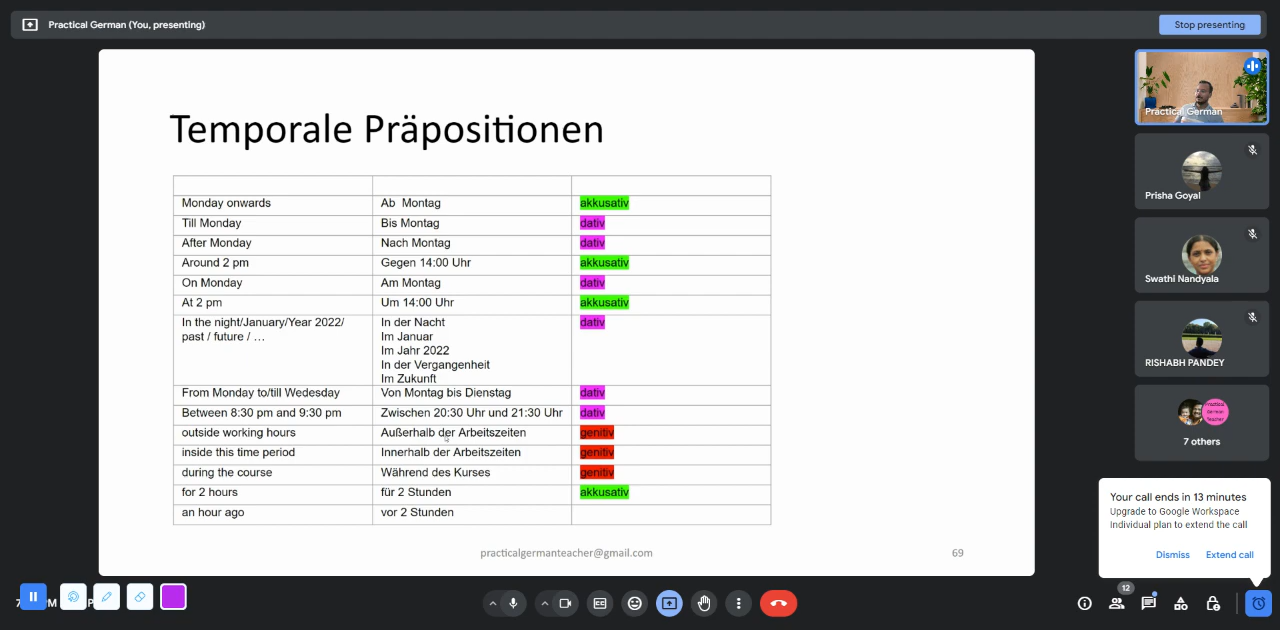 Practical German (You, presenting)
Stop presenting
Temporale Präpositionen
Monday onwards Ab Montag akkusativ
Till Monday Bis Montag dativ
After Monday Nach Montag dativ
Around 2 pm Gegen 14:00 Uhr akkusativ
On Monday Am Montag dativ
At 2 pm Um 14:00 Uhr akkusativ
In the night/January/Year 2022/ In der Nacht dativ
past / future / … Im Januar
Im Jahr 2022
In der Vergangenheit
Im Zukunft
From Monday to/till Wedesday Von Montag bis Dienstag dativ
Between 8:30 pm and 9:30 pm Zwischen 20:30 Uhr und 21:30 Uhr dativ
outside working hours Außerhalb der Arbeitszeiten genitiv
inside this time period Innerhalb der Arbeitszeiten genitiv
during the course Während des Kurses genitiv
for 2 hours für 2 Stunden akkusativ
an hour ago vor 2 Stunden
practicalgermanteacher@gmail.com 69
Practical German
Prisha Goyal
Swathi Nandyala
RISHABH PANDEY
Practical
German
Teacher
7 others
Your call ends in 13 minutes
Upgrade to Google Workspace
Individual plan to extend the call
Dismiss Extend call
12